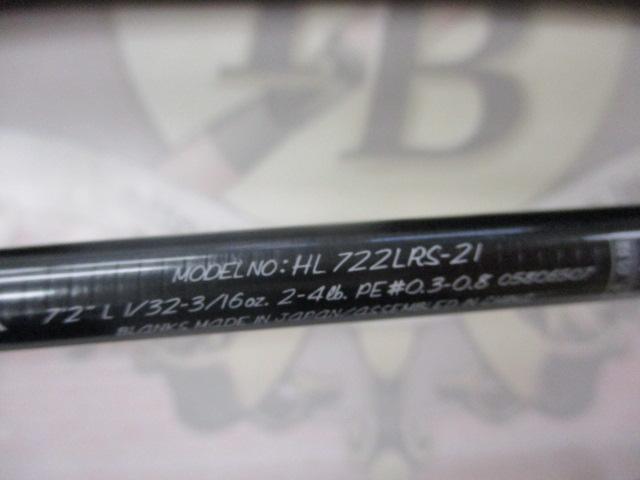 MODEL NO: HL 722LRS-21
7'2" L 1/32-3/16oz. 2-4lb. PE#0.3-0.8 05806507
BLANKS MADE IN JAPAN/ASSEMBLED IN CHINA
B